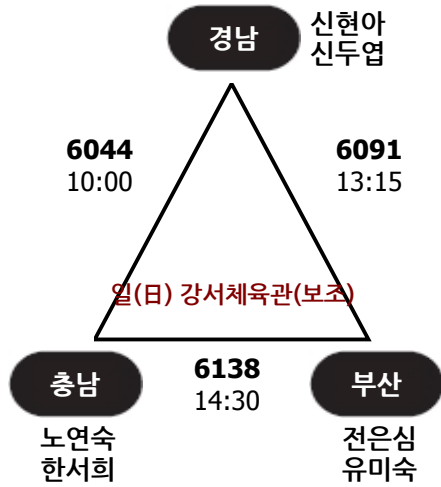 경남
신현아
신두엽
6044
10:00
6091
13:15
일(日) 강서체육관(보조)
충남
노연숙
한서희
6138
14:30
부산
전은심
유미숙